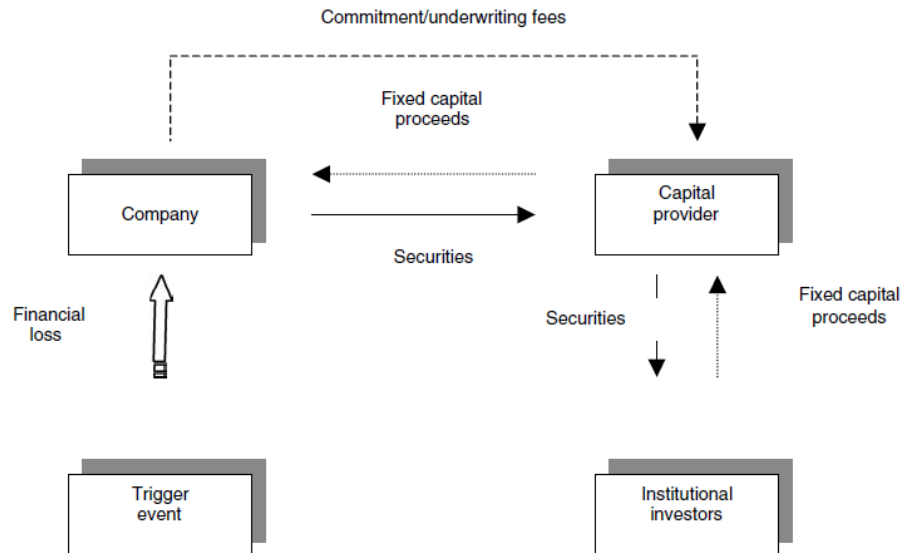 Commitment/underwriting fees
Fixed capital
proceeds
Company
Capital
provider
Securities
Financial
loss
Securities
Fixed capital
proceeds
Trigger
event
Institutional
investors